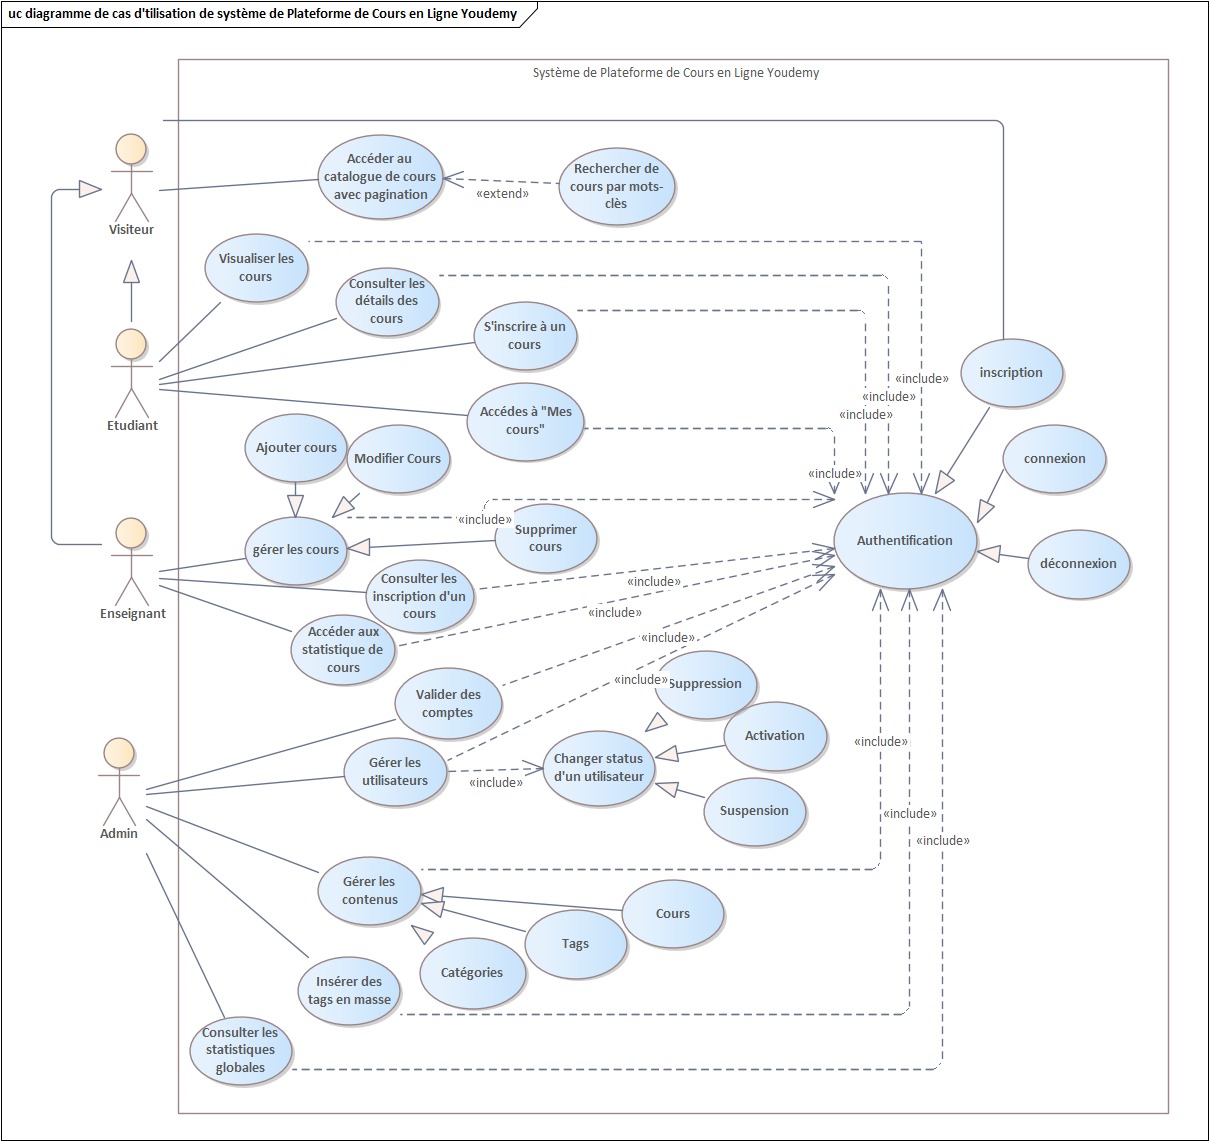 uc diagramme de cas d'tilisation de système de Plateforme de Cours en Ligne Youdemy
Système de Plateforme de Cours en Ligne Youdemy
Accéder au
catalogue de cours
avec pagination
«extend»
Rechercher de
cours par mots-
clès
Visiteur
Visualiser les
cours
Consulter les
détails des
cours
S'inscrire à un
cours
inscription
«include»
«include»
«include»
Accédes à "Mes
cours"
Etudiant
Ajouter cours
Modifier Cours
connexion
«include»
«include»
Supprimer
cours
gérer les cours
Authentification
déconnexion
Enseignant
Consulter les
inscription d'un
cours
«include»
«include»
Accéder aux
statistique de
cours
«include»
«include»
Suppression
Valider des
comptes
Activation
«include»
Gérer les
utilisateurs
«include»
Changer status
d'un utilisateur
Suspension
«include»
«include»
Admin
Gérer les
contenus
Cours
Tags
Catégories
Insérer des
tags en masse
Consulter les
statistiques
globales